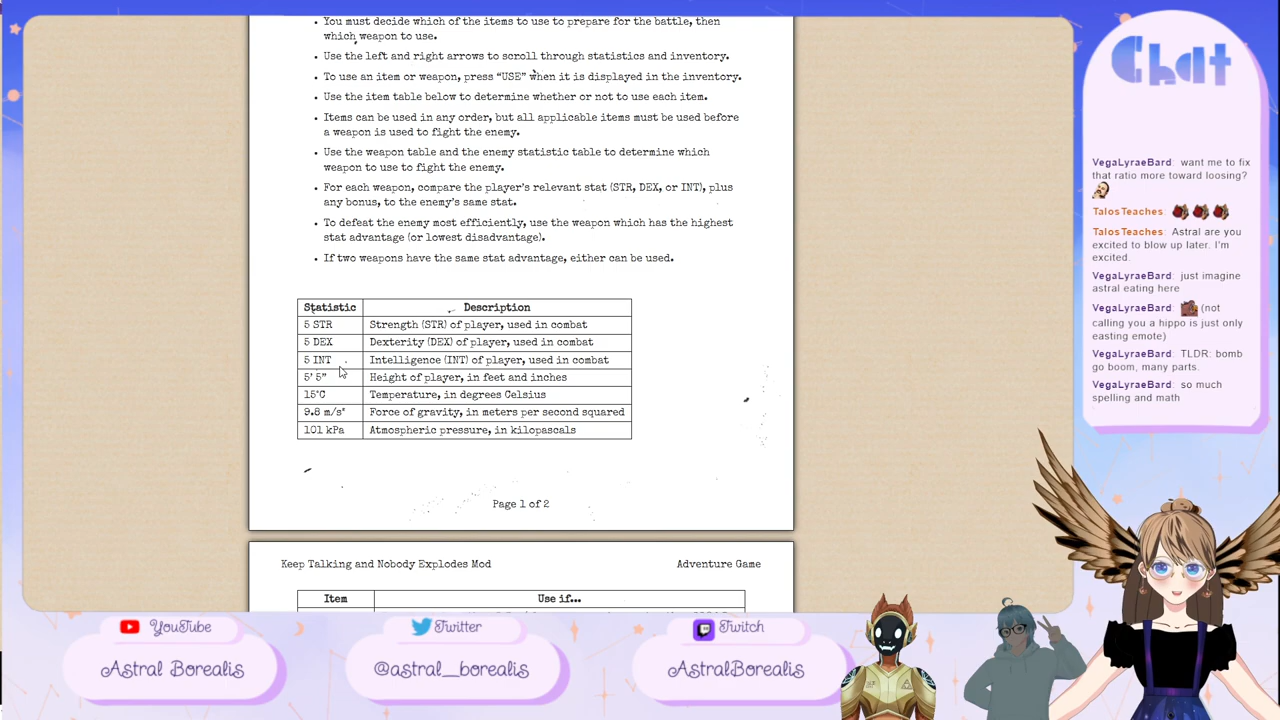 • You must decide which of the items to use to prepare for the battle, then
which weapon to use.
• Use the left and right arrows to scroll through statistics and inventory.
• To use an item or weapon, press “USE” when it is displayed in the inventory.
• Use the item table below to determine whether or not to use each item.
• Items can be used in any order, but all applicable items must be used before
a weapon is used to fight the enemy.
• Use the weapon table and the enemy statistic table to determine which
weapon to use to fight the enemy.
• For each weapon, compare the player’s relevant stat (STR, DEX, or INT), plus
any bonus, to the enemy’s same stat.
• To defeat the enemy most efficiently, use the weapon which has the highest
stat advantage (or lowest disadvantage).
• If two weapons have the same stat advantage, either can be used.
Statistic Description
5 STR Strength (STR) of player, used in combat
5 DEX Dexterity (DEX) of player, used in combat
5 INT Intelligence (INT) of player, used in combat
5’ 5” Height of player, in feet and inches
15°C Temperature, in degrees Celsius
9.8 m/s² Force of gravity, in meters per second squared
101 kPa Atmospheric pressure, in kilopascals
Page 1 of 2
Keep Talking and Nobody Explodes Mod Adventure Game
Item Use if…
Chat
VegaLyraeBard: want me to fix
that ratio more toward loosing?
TalosTeaches:
TalosTeaches: Astral are you
excited to blow up later. I'm
excited.
VegaLyraeBard: just imagine
astral eating here
VegaLyraeBard: (not
calling you a hippo is just only
easting emote)
VegaLyraeBard: TLDR: bomb
go boom, many parts.
VegaLyraeBard: so much
spelling and math
YouTube
Astral Borealis
Twitter
@astral_borealis
Twitch
AstralBorealis